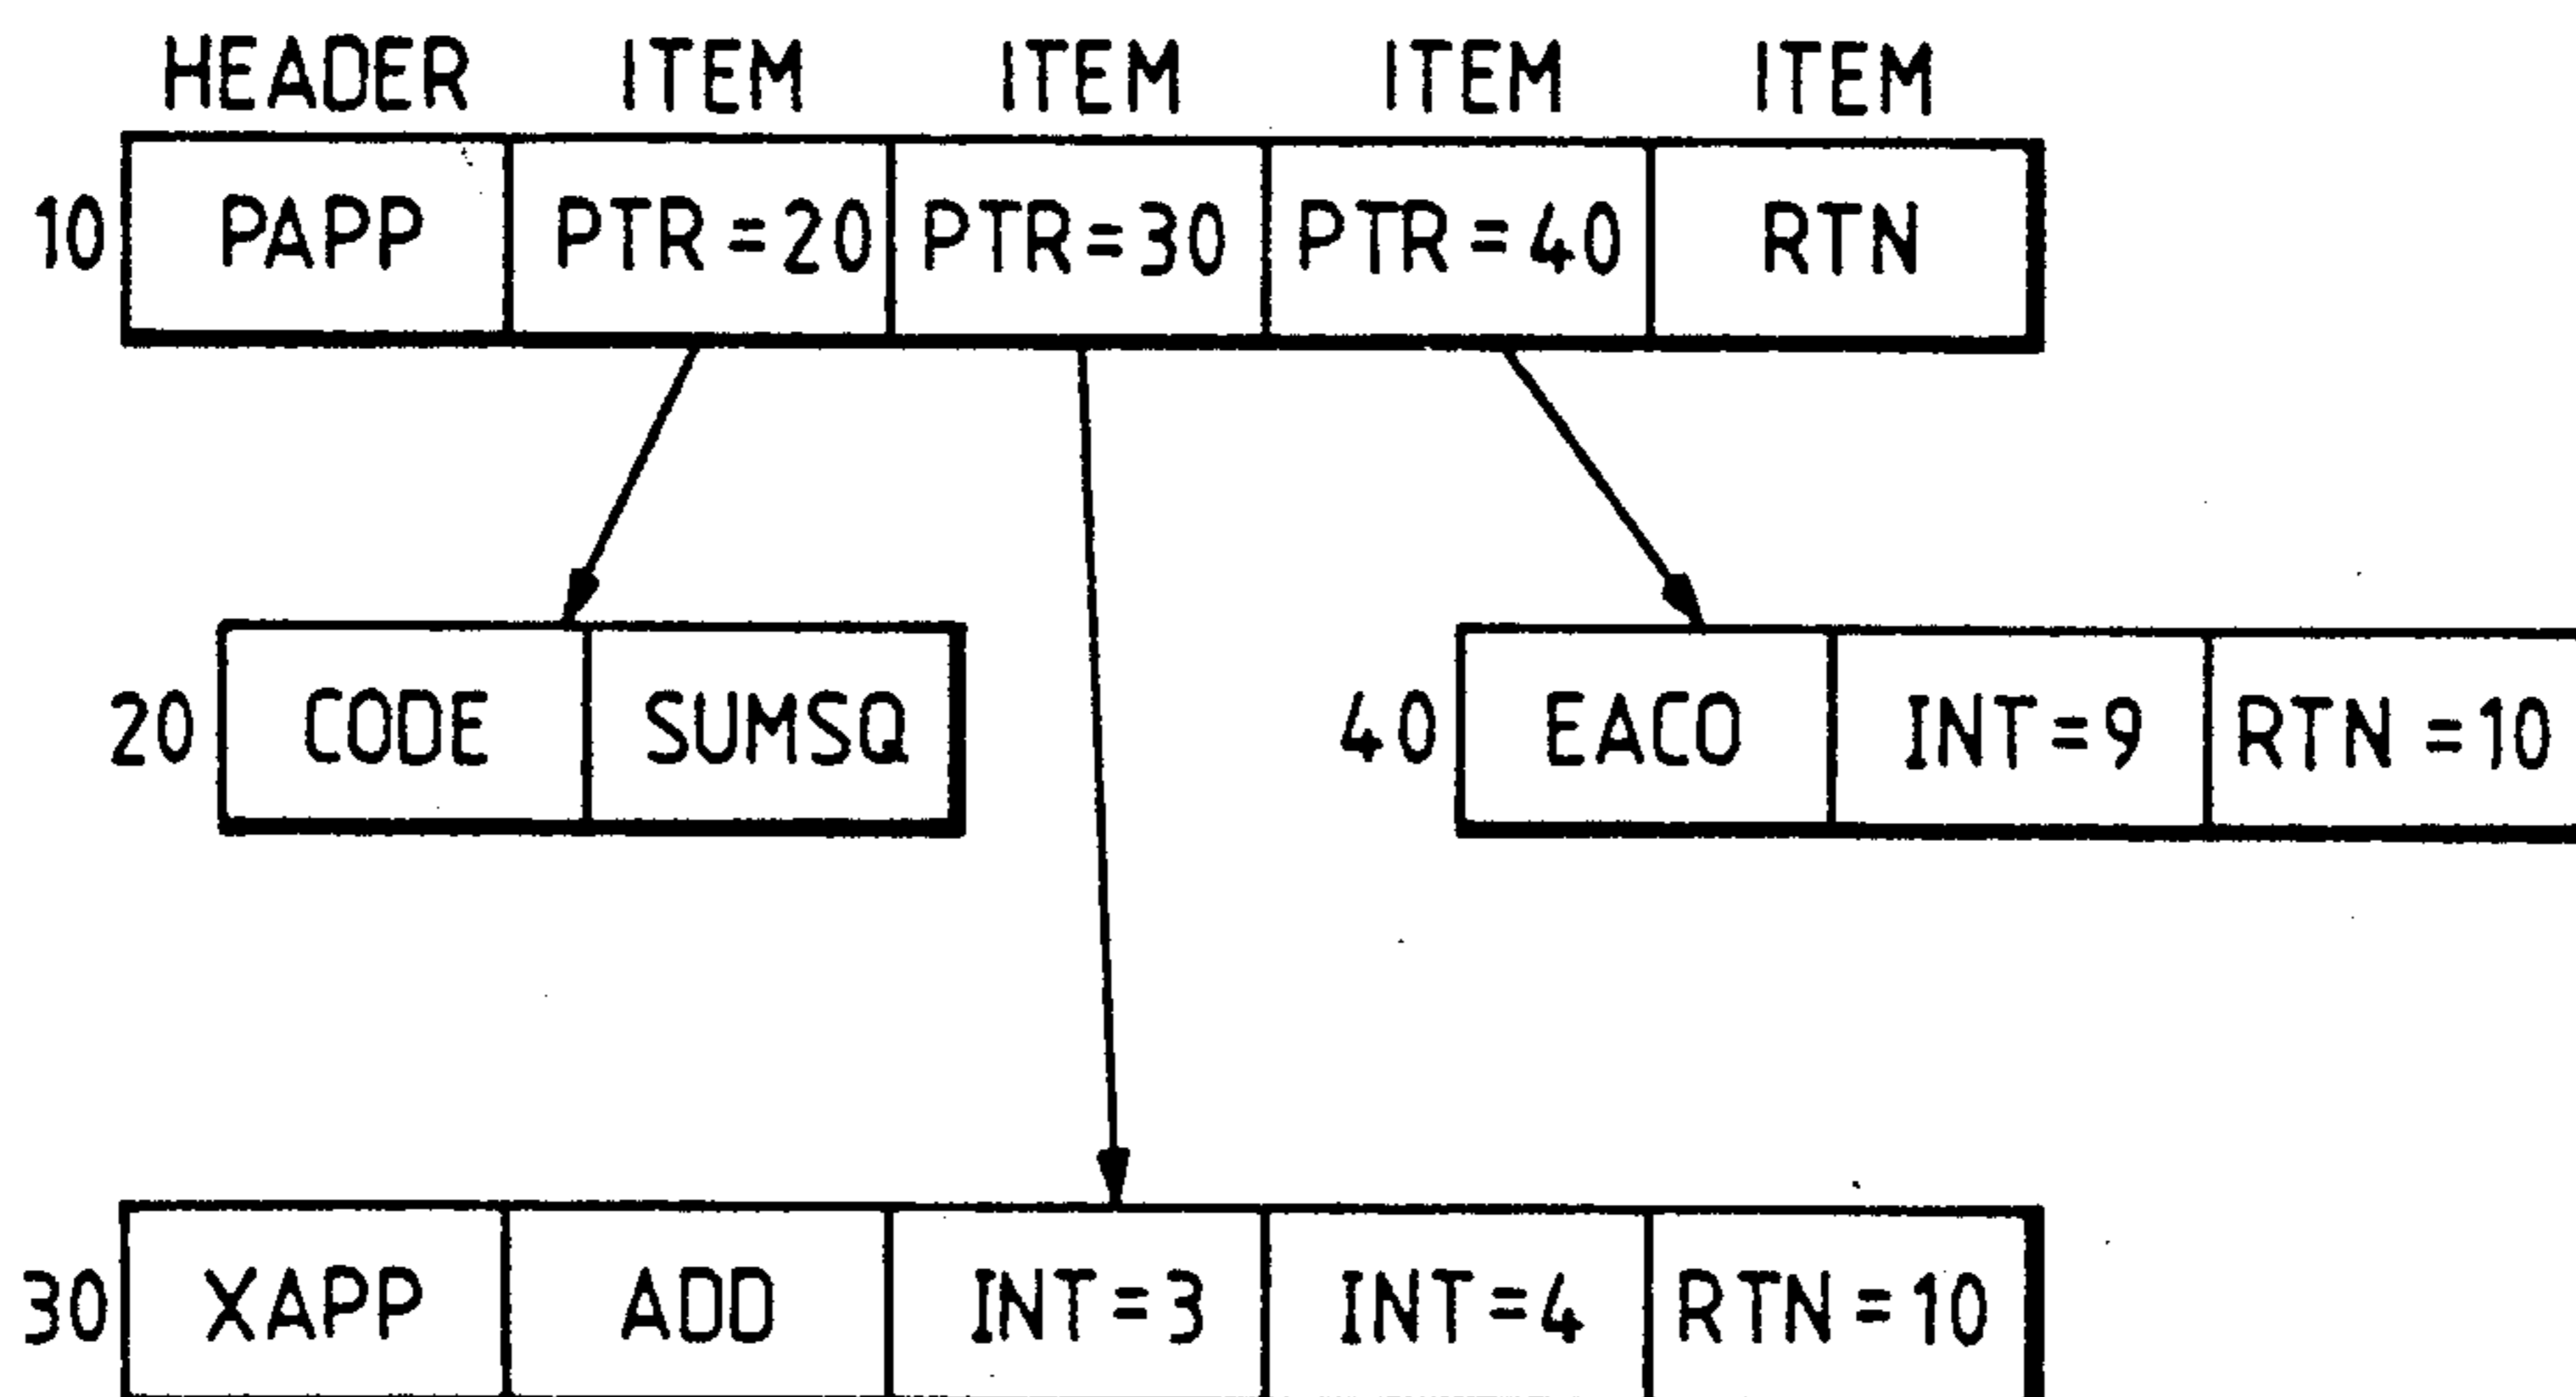 HEADER ITEM ITEM ITEM ITEM
10 PAPP PTR=20 PTR=30 PTR=40 RTN
20 CODE SUMSQ
40 EACO INT=9 RTN=10
30 XAPP ADD INT=3 INT=4 RTN=10